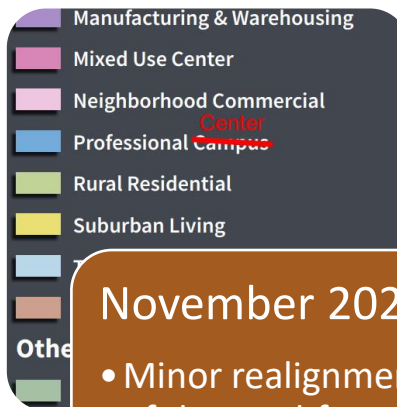 Manufacturing & Warehousing
Mixed Use Center
Neighborhood Commercial
Center
Professional Campus
Rural Residential
Suburban Living
November 202
Othe
• Minor realignme